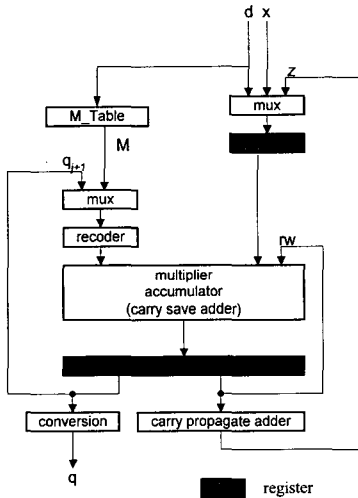 d x
z
mux
M_Table
M
q_{j+1}
mux
recoder
rw
multiplier
accumulator
(carry save adder)
conversion
carry propagate adder
q
register